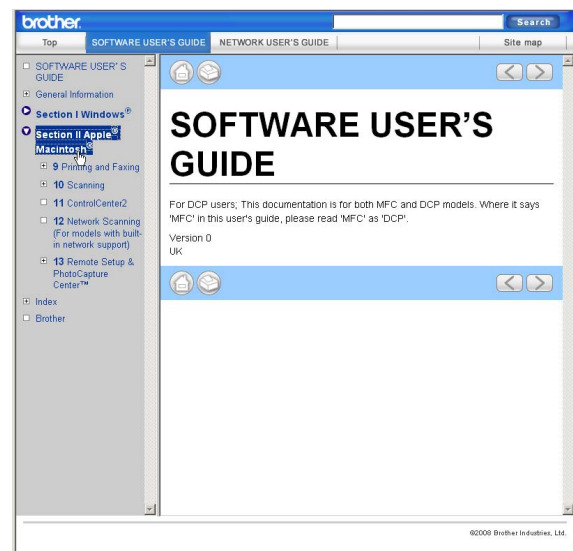 brother.
Search
Top
SOFTWARE USER'S GUIDE
NETWORK USER'S GUIDE
Site map
SOFTWARE USER' S
GUIDE
General Information
Section I Windows®
Section II Apple®
Macintosh®
9 Printing and Faxing
10 Scanning
11 ControlCenter2
12 Network Scanning
(For models with built-
in network support)
13 Remote Setup &
PhotoCapture
Center™
Index
Brother
SOFTWARE USER'S
GUIDE
For DCP users; This documentation is for both MFC and DCP models. Where it says
'MFC' in this user's guide, please read 'MFC' as 'DCP'.
Version 0
UK
©2008 Brother Industries, Ltd.